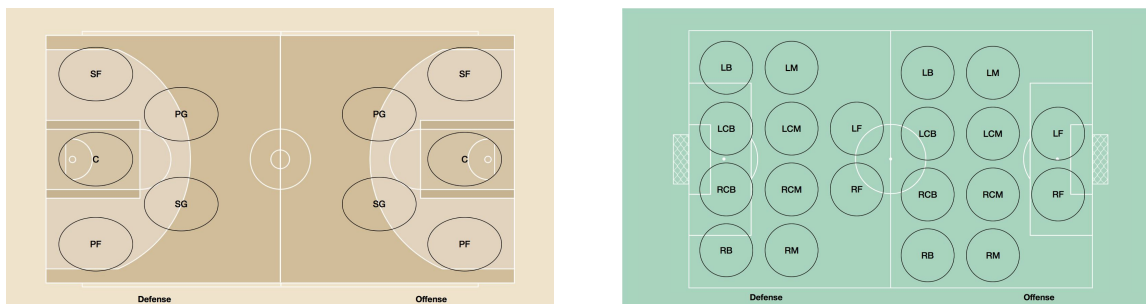 SF
PG
C
SG
PF
SF
PG
C
SG
PF
Defense
Offense
LB
LM
LCB
LCM
LF
RCB
RCM
RF
RB
RM
LB
LM
LCB
LCM
LF
RCB
RCM
RF
RB
RM
Defense
Offense